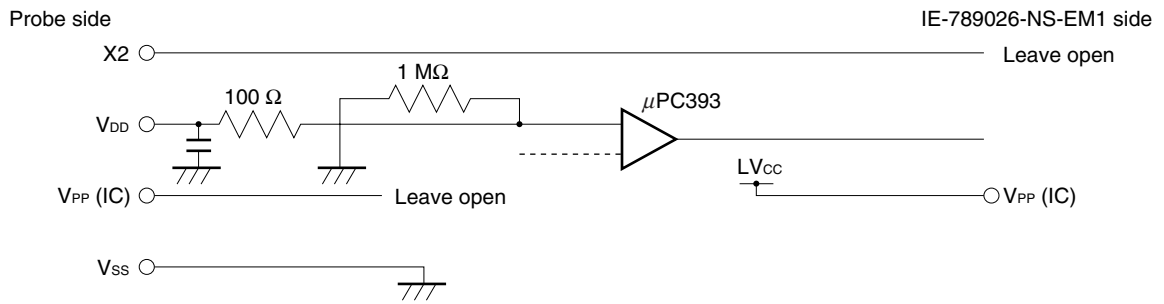 Probe side
IE-789026-NS-EM1 side
X2
Leave open
1 MΩ
100 Ω
μPC393
VDD
LVCC
VPP (IC)
Leave open
VPP (IC)
VSS